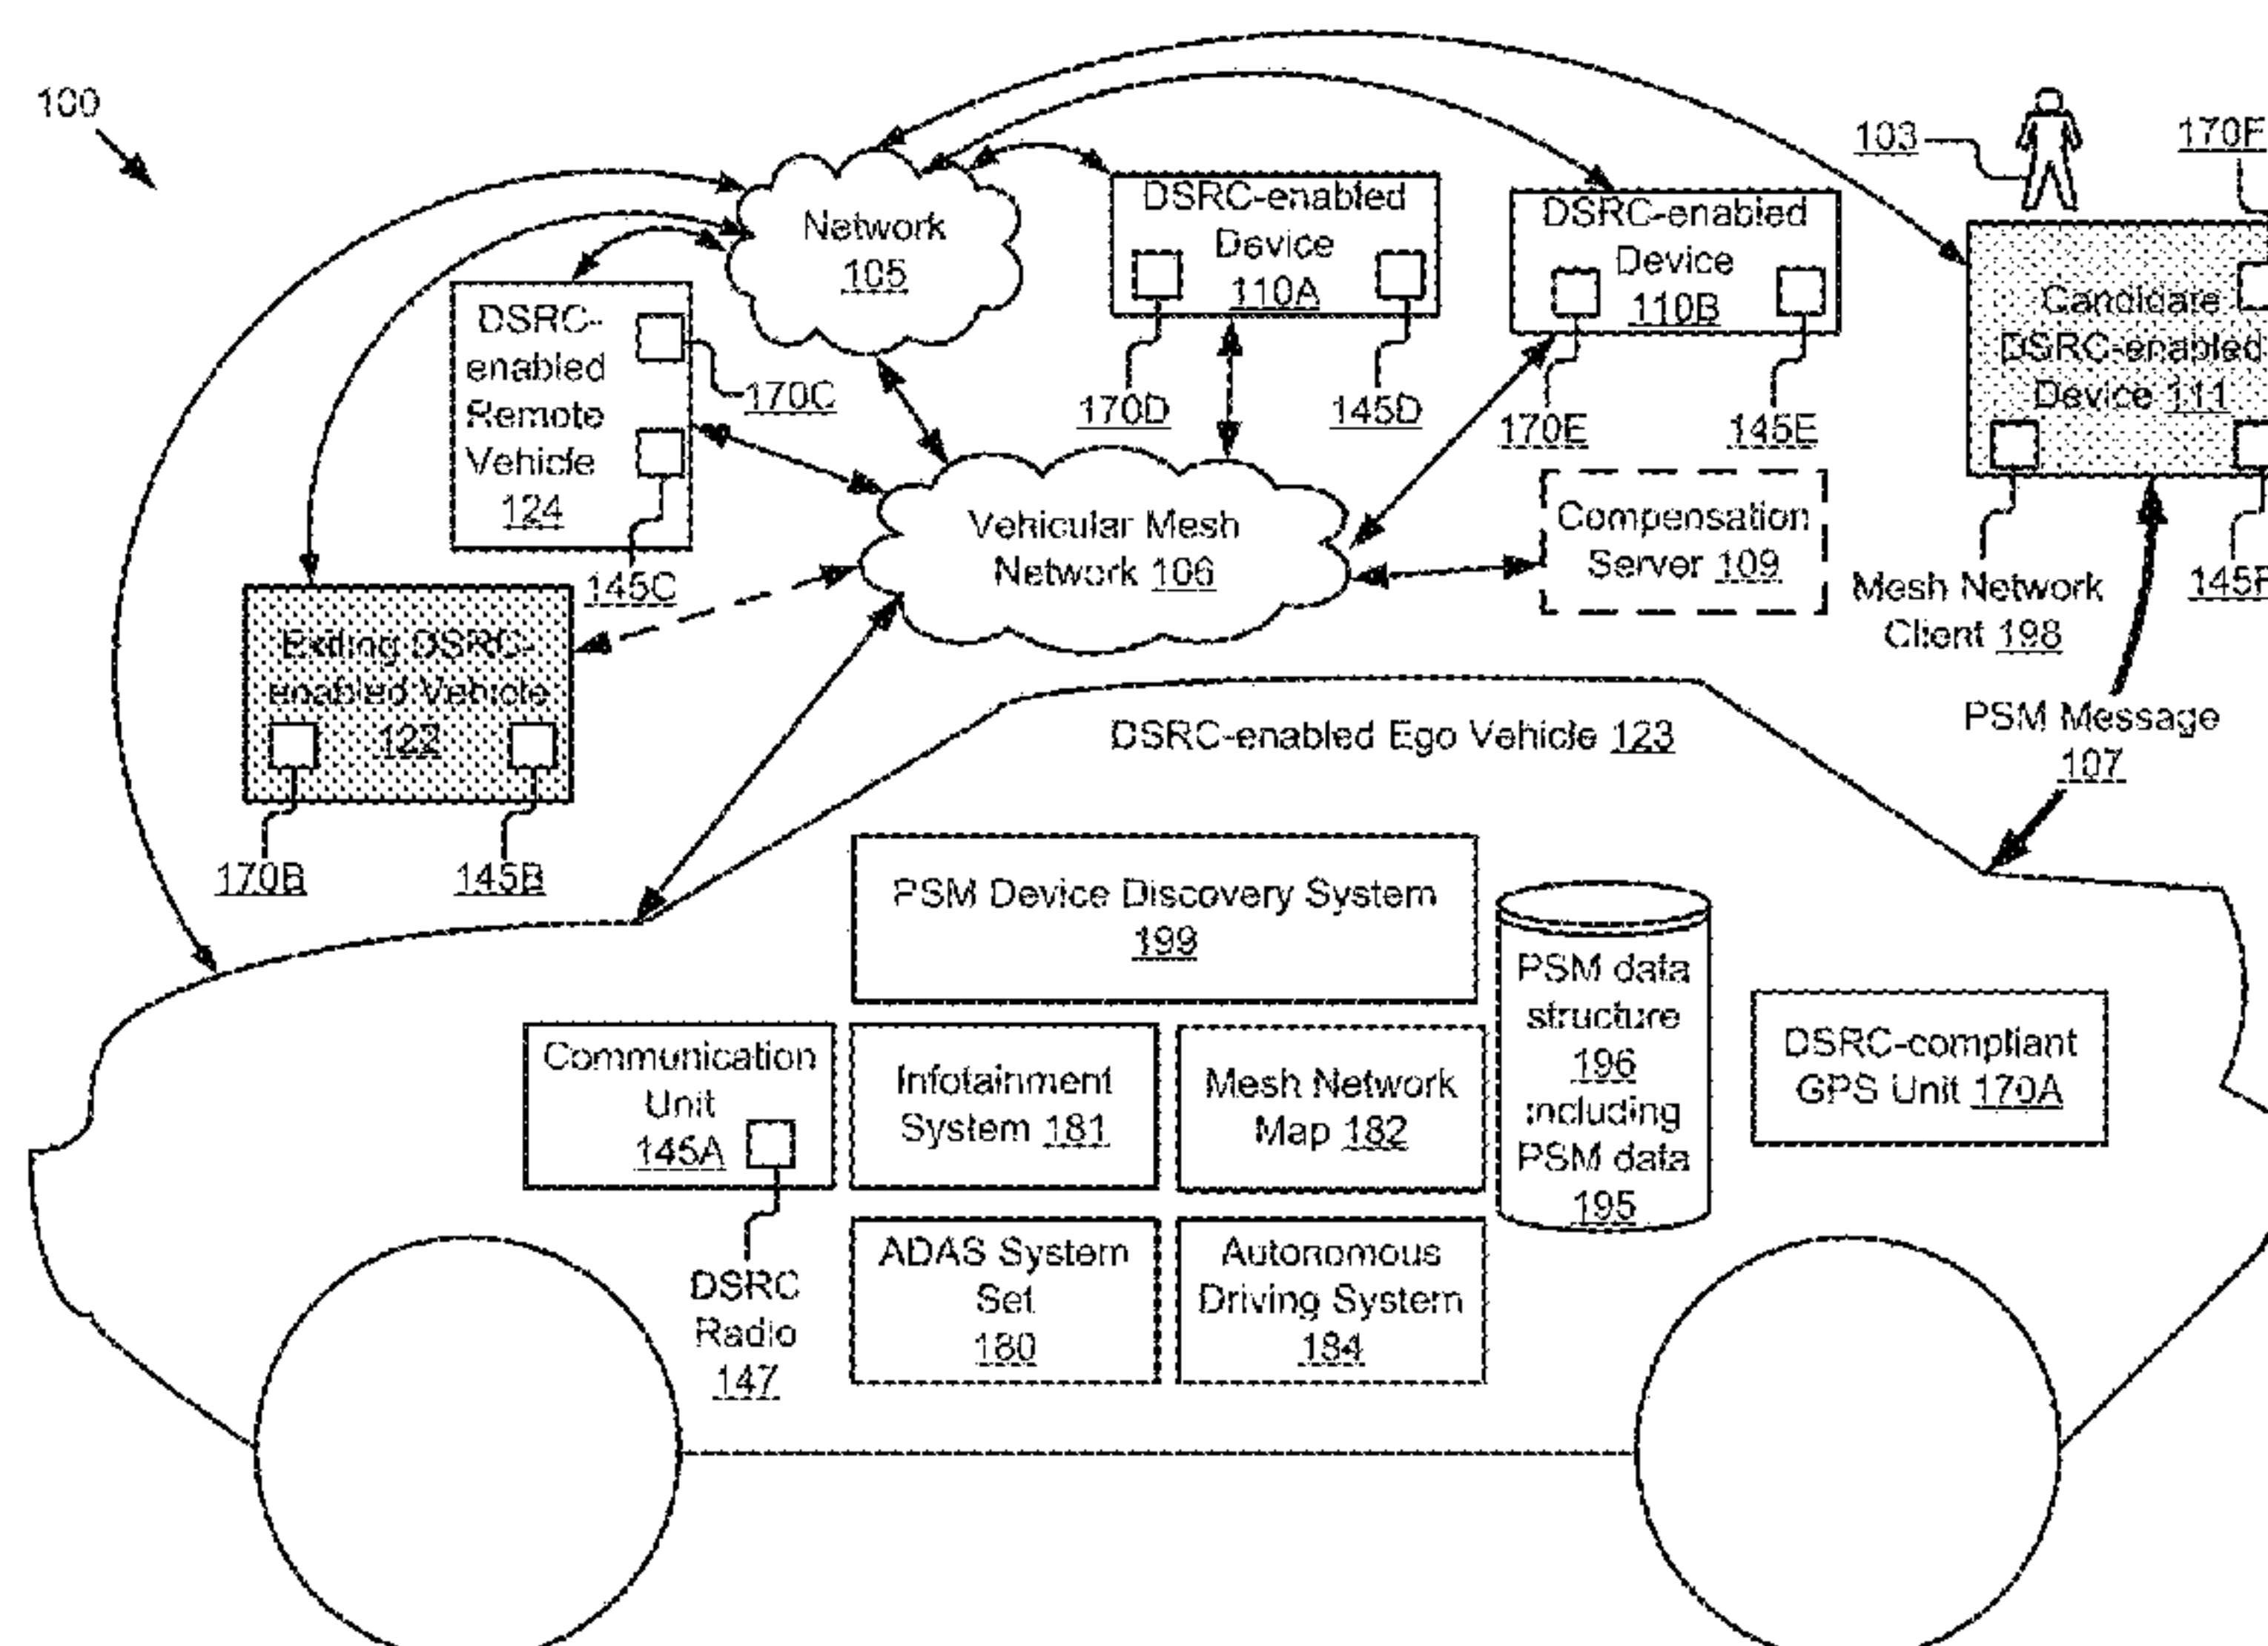 100
103
170F
Network
105
DSRC-enabled
Device
110A
DSRC-enabled
Device
110B
Candidate
DSRC-enabled
Device 111
DSRC-
enabled
Remote
Vehicle
124
170C
170D
145D
170E
145E
145C
Vehicular Mesh
Network 106
Compensation
Server 109
Mesh Network
Client 198
145F
Exiting DSRC-
enabled Vehicle
122
170B
145B
PSM Message
107
DSRC-enabled Ego Vehicle 123
PSM Device Discovery System
199
PSM data
structure
196
including
PSM data
195
DSRC-compliant
GPS Unit 170A
Communication
Unit
145A
Infotainment
System 181
Mesh Network
Map 182
DSRC
Radio
147
ADAS System
Set
180
Autonomous
Driving System
184